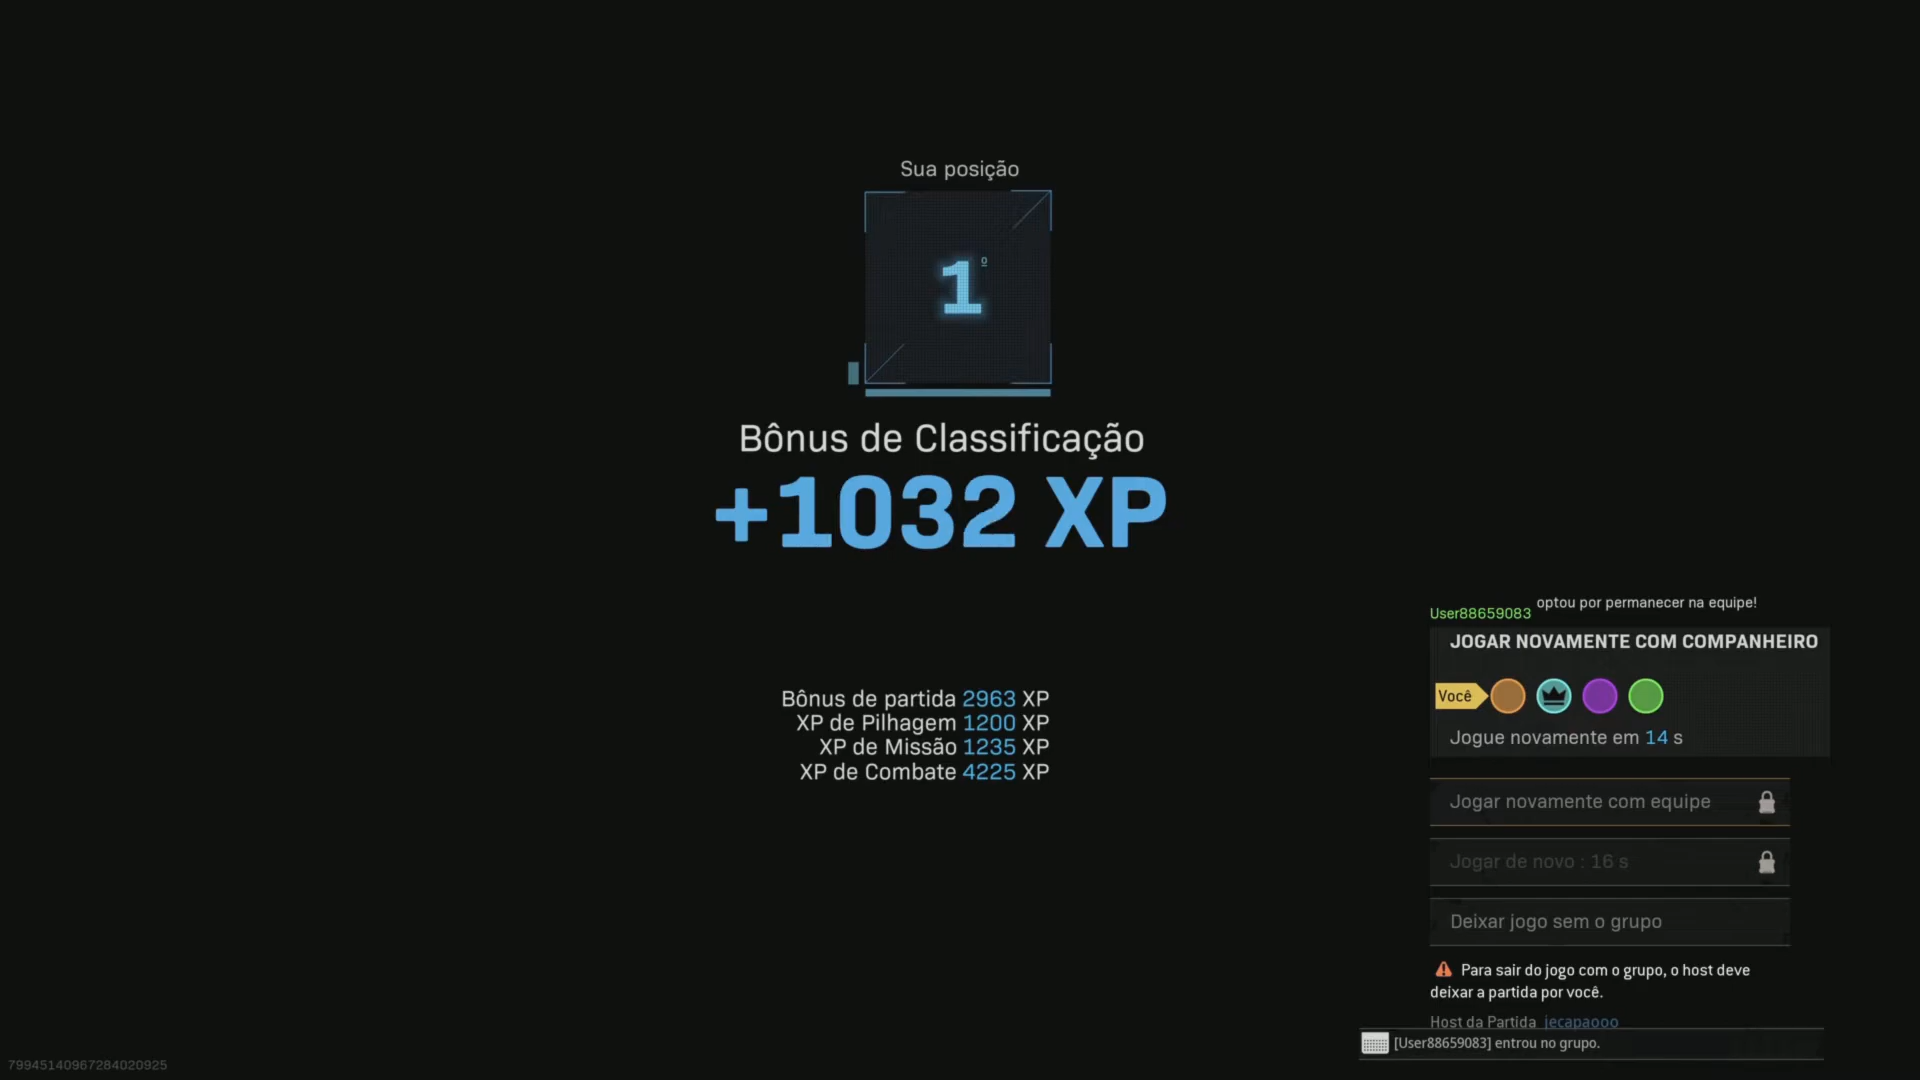 Sua posição
1º
Bônus de Classificação
+1032 XP
Bônus de partida 2963 XP
XP de Pilhagem 1200 XP
XP de Missão 1235 XP
XP de Combate 4225 XP
User88659083 optou por permanecer na equipe!
JOGAR NOVAMENTE COM COMPANHEIRO
Você
Jogue novamente em 14 s
Jogar novamente com equipe
Jogar de novo : 16 s
Deixar jogo sem o grupo
Para sair do jogo com o grupo, o host deve
deixar a partida por você.
Host da Partida jecapaooo
[User88659083] entrou no grupo.
79945140967284020925